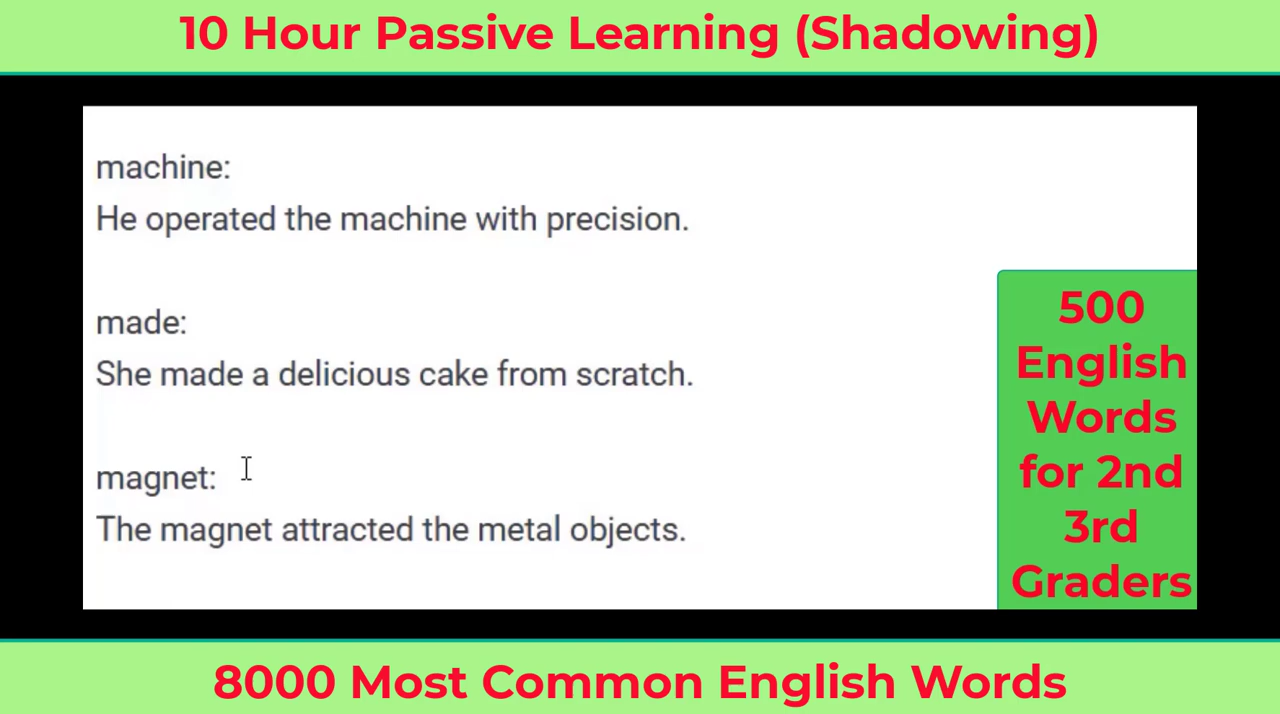 10 Hour Passive Learning (Shadowing)
machine:
He operated the machine with precision.
made:
She made a delicious cake from scratch.
magnet:
The magnet attracted the metal objects.
500
English
Words
for 2nd
3rd
Graders
8000 Most Common English Words